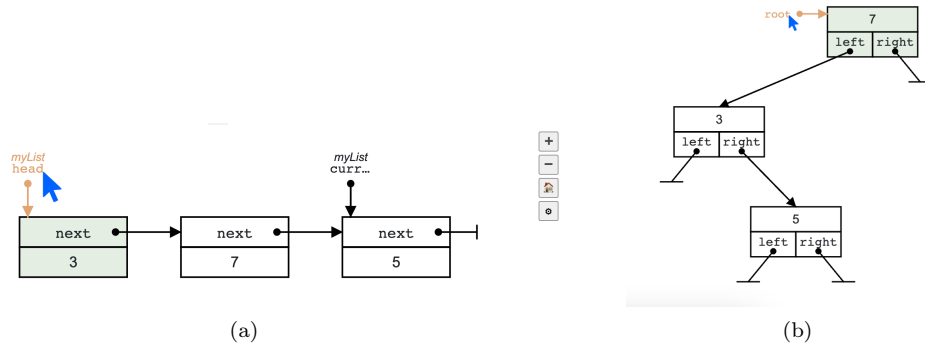 myList
head
myList
curr…
next
next
next
3
7
5
+
−
(a)
root
7
left right
3
left right
5
left right
(b)